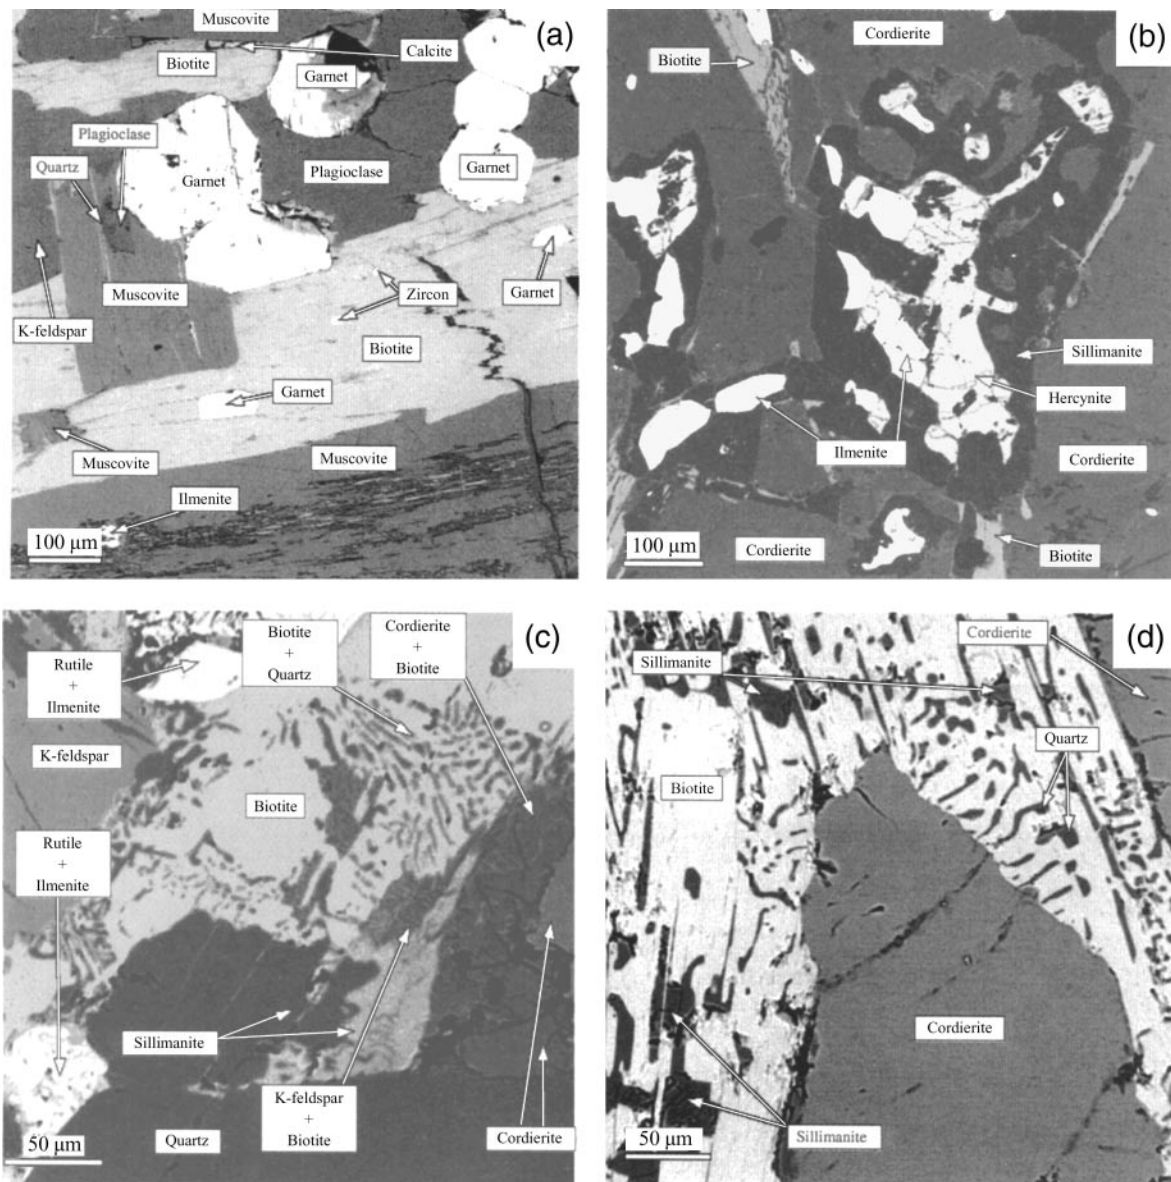 (a)
Muscovite
Biotite
Calcite
Garnet
Plagioclase
Quartz
Garnet
Plagioclase
Garnet
Muscovite
Zircon
Garnet
K-feldspar
Biotite
Garnet
Muscovite
Muscovite
Ilmenite
100 μm
(b)
Cordierite
Biotite
Sillimanite
Hercynite
Ilmenite
Cordierite
Cordierite
Biotite
100 μm
(c)
Rutile
+
Ilmenite
Biotite
+
Quartz
Cordierite
+
Biotite
K-feldspar
Biotite
Rutile
+
Ilmenite
Sillimanite
K-feldspar
+
Biotite
Quartz
Cordierite
50 μm
(d)
Cordierite
Sillimanite
Quartz
Biotite
Cordierite
Sillimanite
50 μm